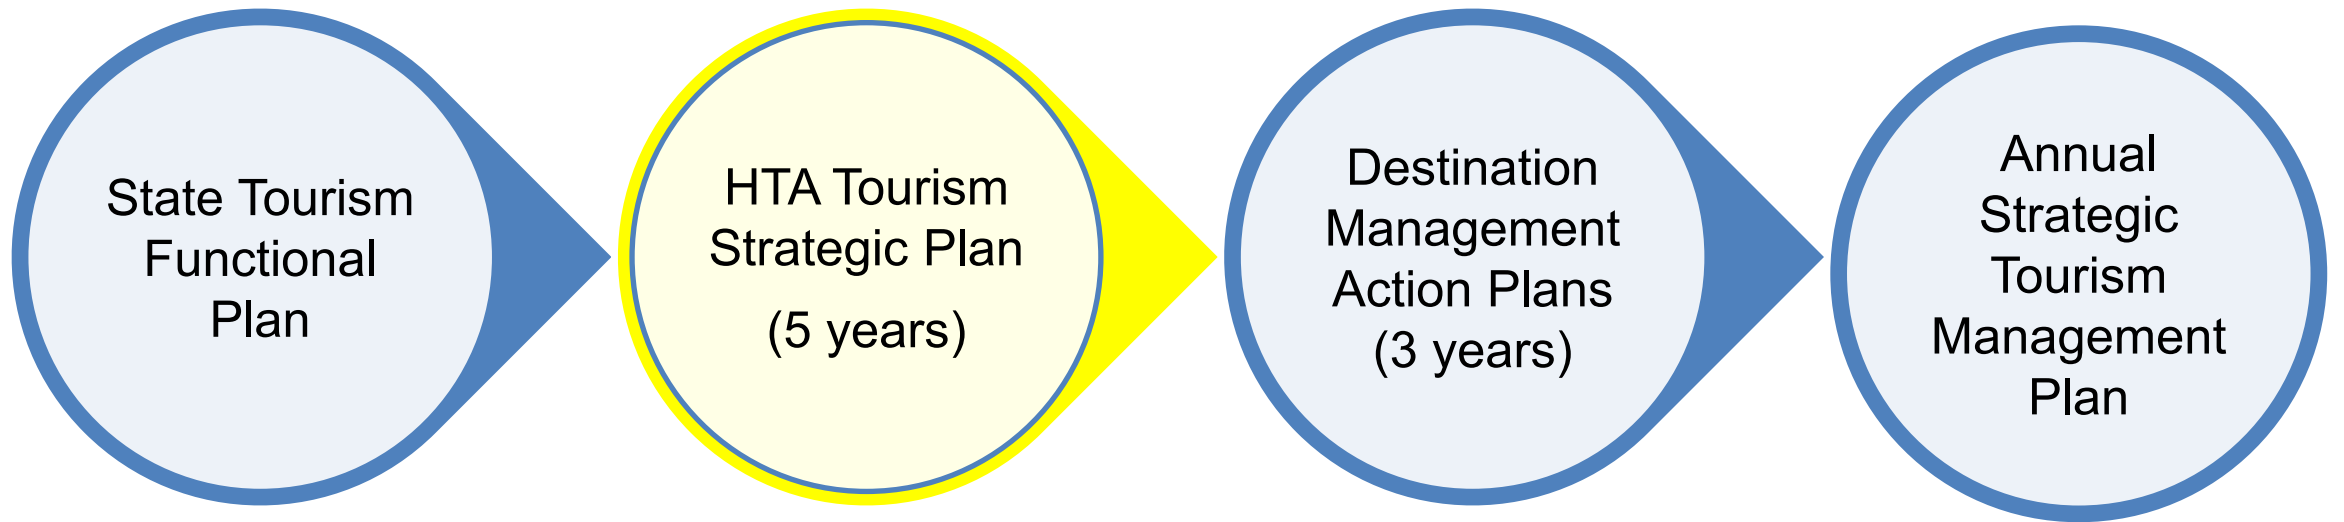 State Tourism
Functional
Plan
HTA Tourism
Strategic Plan
(5 years)
Destination
Management
Action Plans
(3 years)
Annual
Strategic
Tourism
Management
Plan